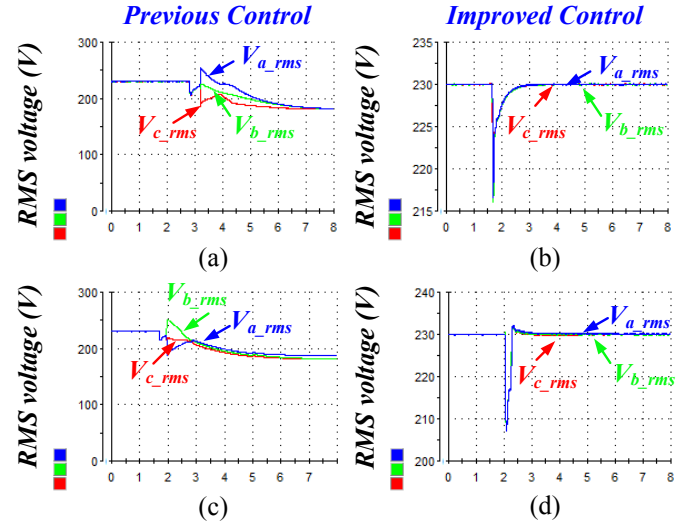 Previous Control
Improved Control
RMS voltage (V)
300
200
100
0
0 1 2 3 4 5 6 7 8
V_a_rms
V_b_rms
V_c_rms
(a)
RMS voltage (V)
235
230
225
220
215
0 1 2 3 4 5 6 7 8
V_a_rms
V_b_rms
V_c_rms
(b)
RMS voltage (V)
300
200
100
0
0 1 2 3 4 5 6 7
V_b_rms
V_a_rms
V_c_rms
(c)
RMS voltage (V)
240
230
220
210
200
0 1 2 3 4 5 6 7 8
V_a_rms
V_c_rms
V_b_rms
(d)